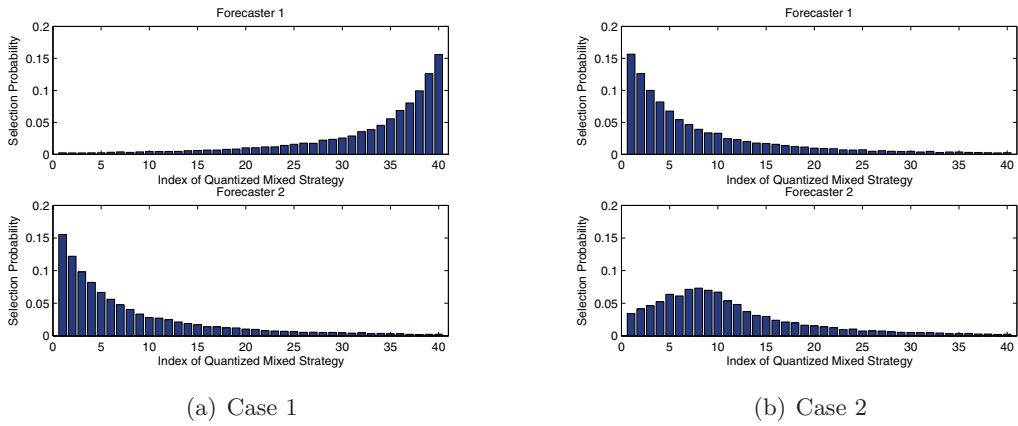 Forecaster 1
0.2
0.15
0.1
0.05
0
Selection Probability
0 5 10 15 20 25 30 35 40
Index of Quantized Mixed Strategy
Forecaster 2
0.2
0.15
0.1
0.05
0
Selection Probability
0 5 10 15 20 25 30 35 40
Index of Quantized Mixed Strategy
(a) Case 1
Forecaster 1
0.2
0.15
0.1
0.05
0
Selection Probability
0 5 10 15 20 25 30 35 40
Index of Quantized Mixed Strategy
Forecaster 2
0.2
0.15
0.1
0.05
0
Selection Probability
0 5 10 15 20 25 30 35 40
Index of Quantized Mixed Strategy
(b) Case 2